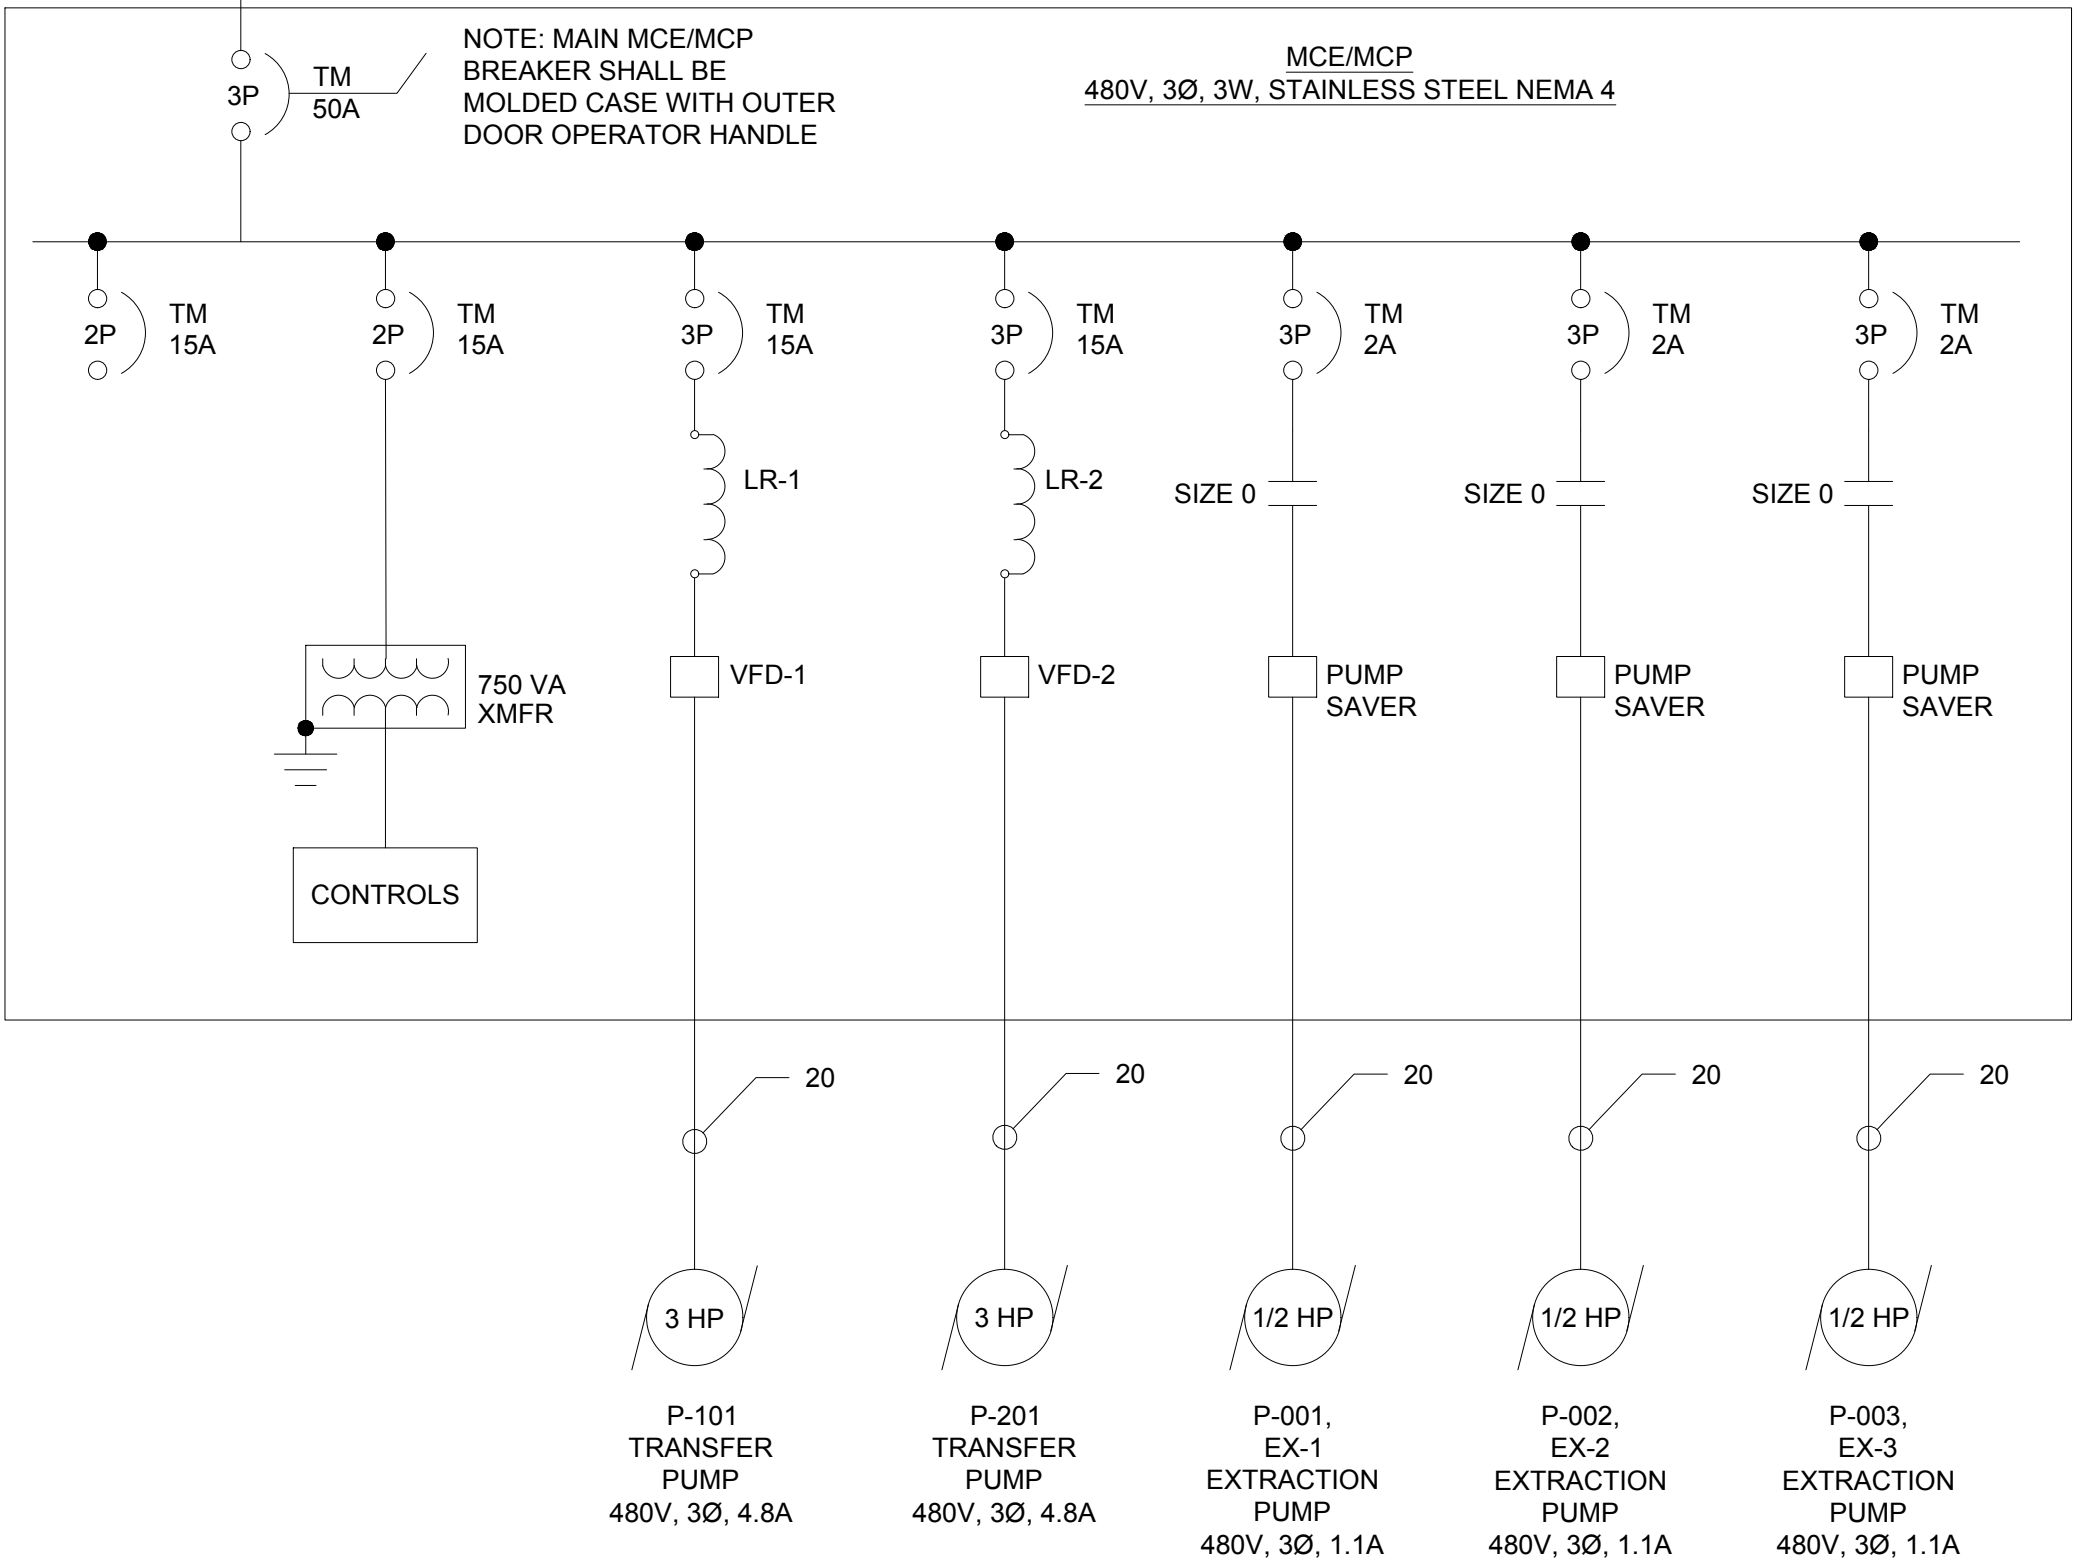 NOTE: MAIN MCE/MCP
BREAKER SHALL BE
MOLDED CASE WITH OUTER
DOOR OPERATOR HANDLE
MCE/MCP
480V, 3Ø, 3W, STAINLESS STEEL NEMA 4
3P
TM
50A
2P
TM
15A
2P
TM
15A
3P
TM
15A
3P
TM
15A
3P
TM
2A
3P
TM
2A
3P
TM
2A
LR-1
LR-2
SIZE 0
SIZE 0
SIZE 0
750 VA
XMFR
VFD-1
VFD-2
PUMP
SAVER
PUMP
SAVER
PUMP
SAVER
CONTROLS
20
20
20
20
20
3 HP
3 HP
1/2 HP
1/2 HP
1/2 HP
P-101
TRANSFER
PUMP
480V, 3Ø, 4.8A
P-201
TRANSFER
PUMP
480V, 3Ø, 4.8A
P-001,
EX-1
EXTRACTION
PUMP
480V, 3Ø, 1.1A
P-002,
EX-2
EXTRACTION
PUMP
480V, 3Ø, 1.1A
P-003,
EX-3
EXTRACTION
PUMP
480V, 3Ø, 1.1A